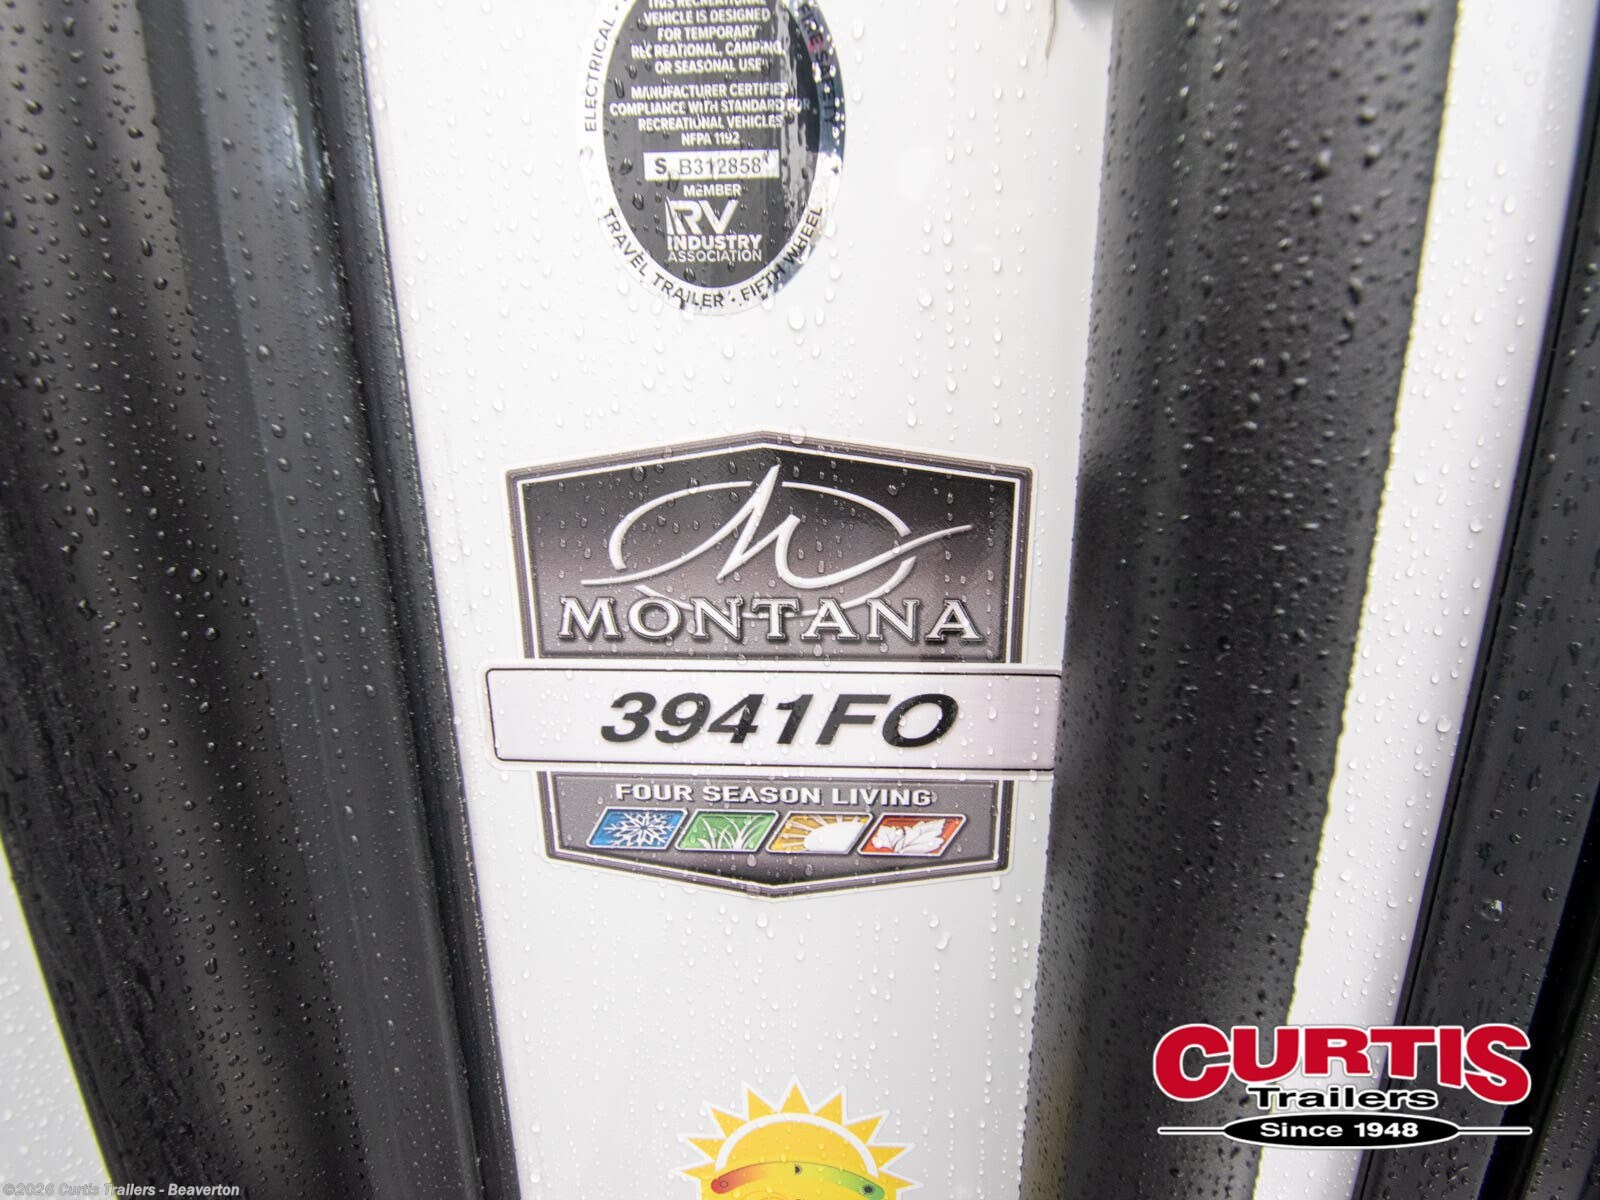 THIS RECREATIONAL
VEHICLE IS DESIGNED
FOR TEMPORARY
RECREATIONAL, CAMPING,
OR SEASONAL USE"
MANUFACTURER CERTIFIES
COMPLIANCE WITH STANDARD FOR
RECREATIONAL VEHICLES
NFPA 1192
S B312858
MEMBER
RV
INDUSTRY
ASSOCIATION
ELECTRICAL •
TRAVEL TRAILER • FIFTH WHEEL
MONTANA
3941FO
FOUR SEASON LIVING
CURTIS
Trailers
Since 1948
©2026 Curtis Trailers - Beaverton